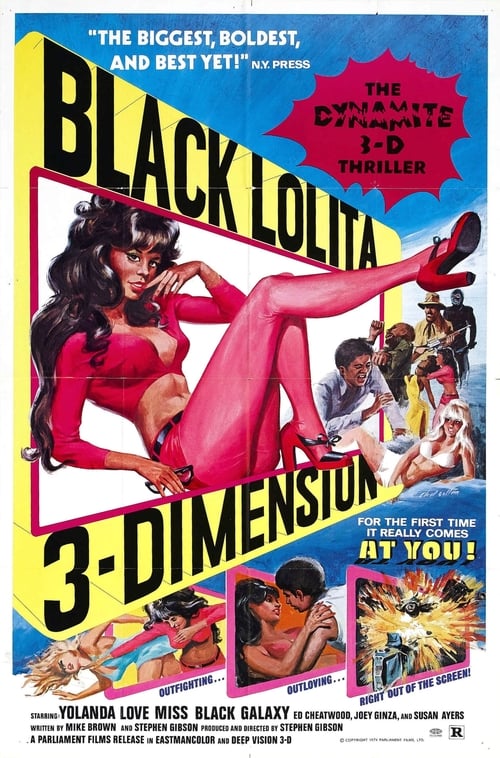 "THE BIGGEST, BOLDEST,
AND BEST YET!" N.Y. PRESS
THE
DYNAMITE
3-D
THRILLER
BLACK LOLITA
3-DIMENSION
FOR THE FIRST TIME
IT REALLY COMES
AT YOU!
OUTFIGHTING...
OUTLOVING...
RIGHT OUT OF THE SCREEN!
STARRING YOLANDA LOVE MISS BLACK GALAXY ED CHEATWOOD, JOEY GINZA, AND SUSAN AYERS
WRITTEN BY MIKE BROWN AND STEPHEN GIBSON PRODUCED AND DIRECTED BY STEPHEN GIBSON
A PARLIAMENT FILMS RELEASE IN EASTMANCOLOR AND DEEP VISION 3-D
R